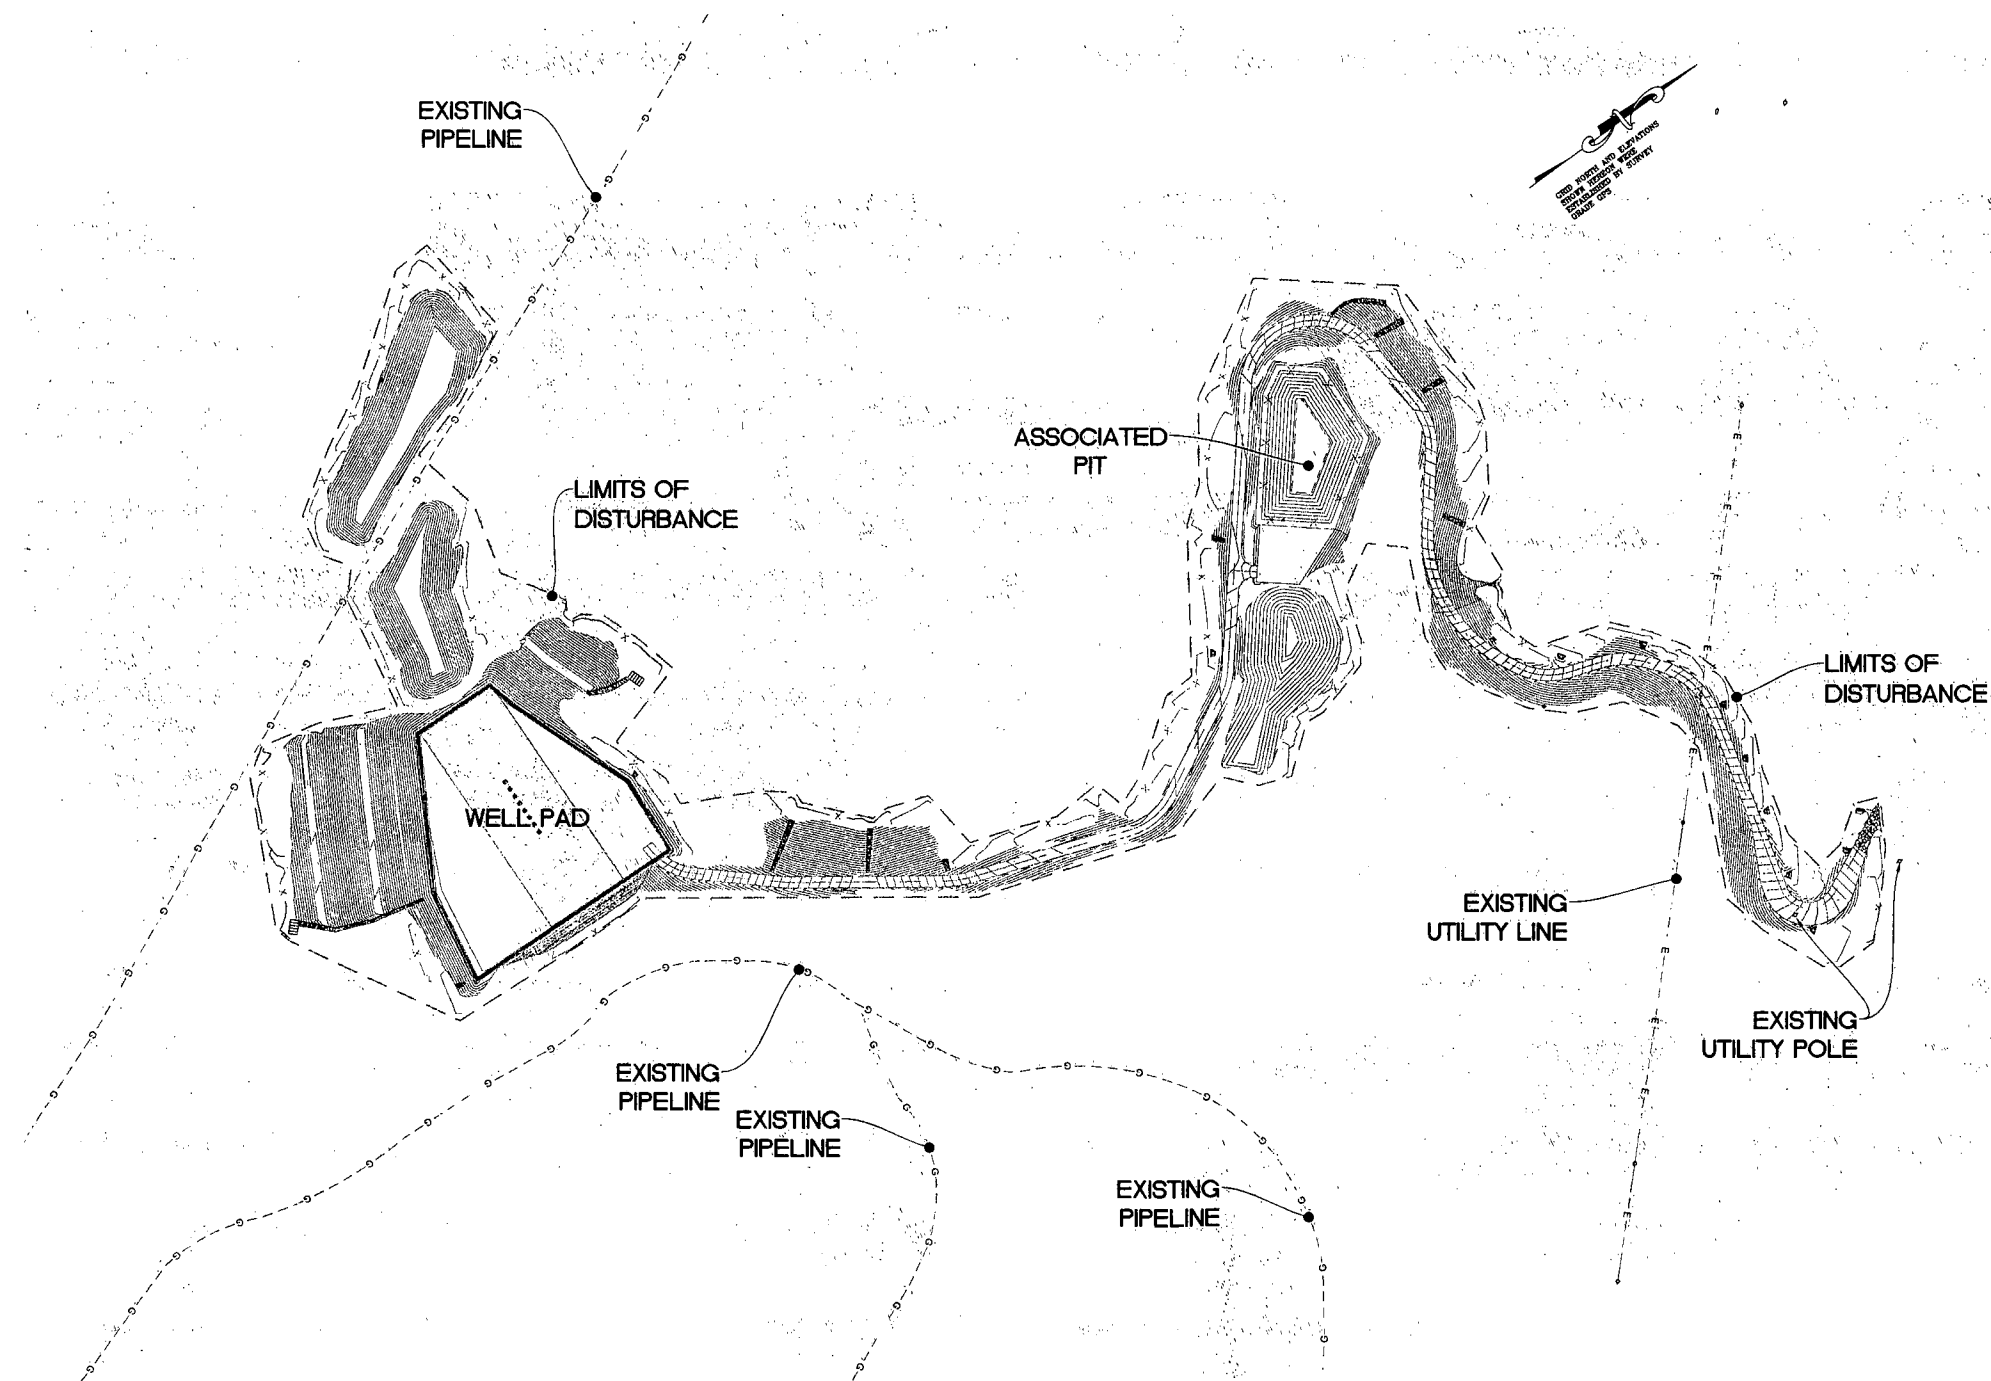 EXISTING
PIPELINE
GRID NORTH AND ELEVATIONS
SHOWN HEREON WERE
ESTABLISHED BY SURVEY
GRADE GPS
ASSOCIATED
PIT
LIMITS OF
DISTURBANCE
LIMITS OF
DISTURBANCE
WELL PAD
EXISTING
UTILITY LINE
EXISTING
UTILITY POLE
EXISTING
PIPELINE
EXISTING
PIPELINE
EXISTING
PIPELINE